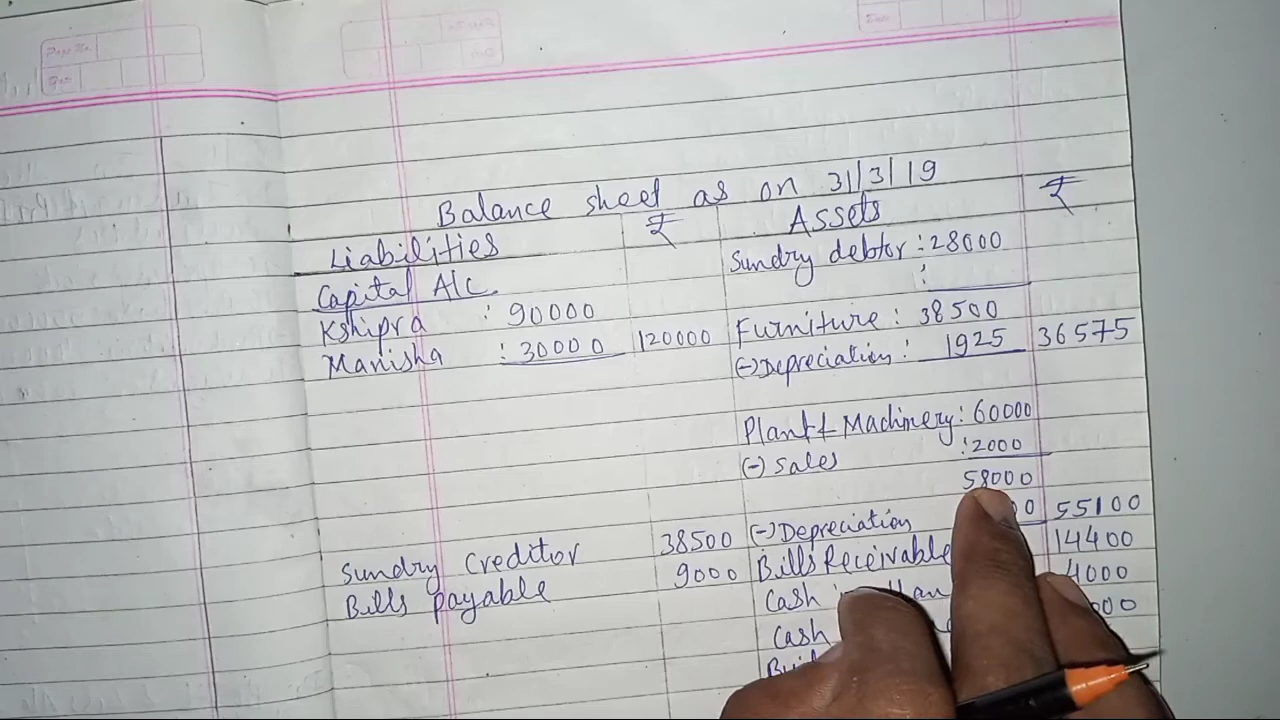 Balance sheet as on 31/3/19
Liabilities ₹ Assets ₹
Capital A/c.
Sundry debtor : 28000
:
Kshipra : 90000
Furniture : 38500
Manisha : 30000 120000
(-) Depreciation : 1925 36575
Plant & Machinery : 60000
(-) Sales : 2000
58000
Sundry Creditor 38500
(-) Depreciation 55100
Bills payable 9000
Bills Receivable 14400
Cash 4000
Cash